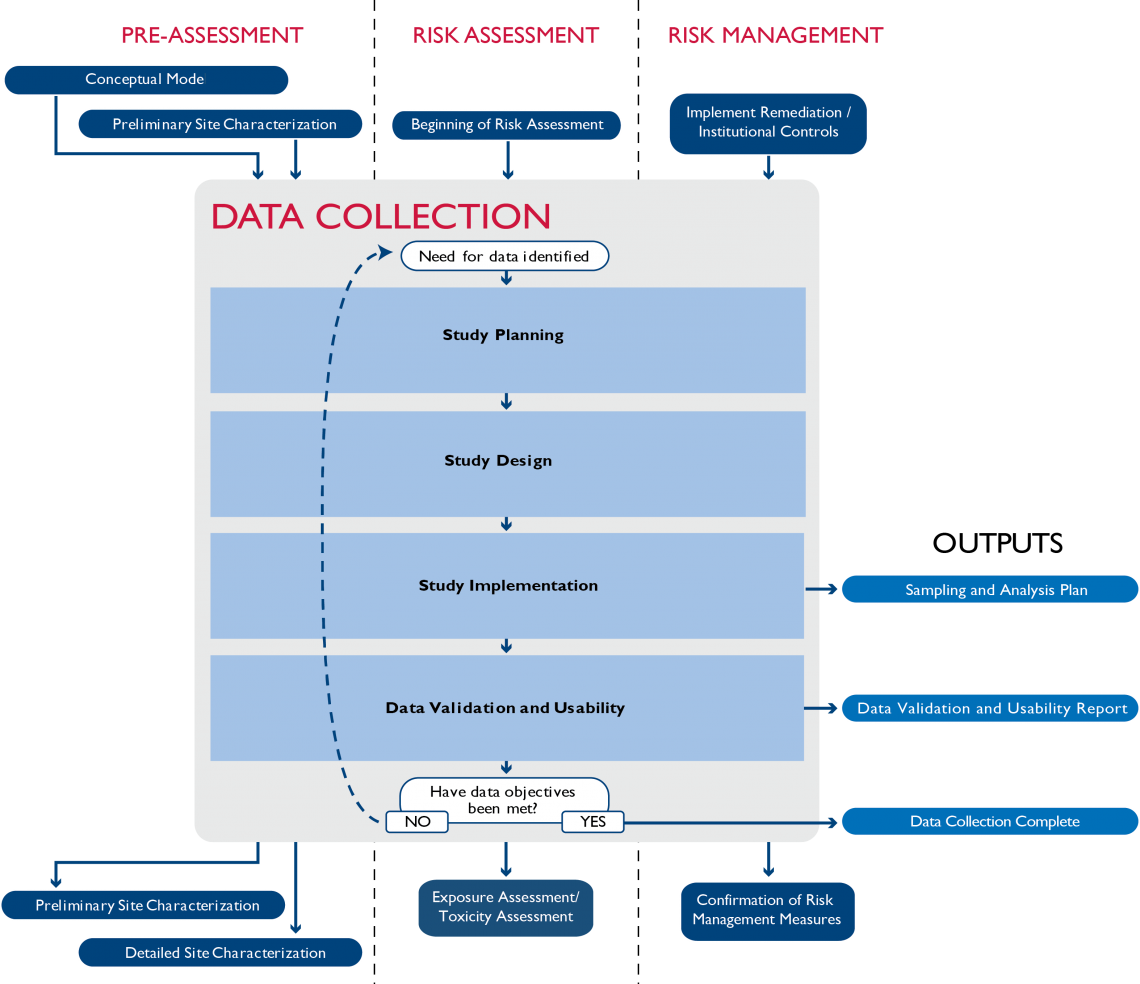 PRE-ASSESSMENT
RISK ASSESSMENT
RISK MANAGEMENT
Conceptual Mode
Preliminary Site Characterization
Beginning of Risk Assessment
Implement Remediation /
Institutional Controls
DATA COLLECTION
Need for data identified
Study Planning
Study Design
Study Implementation
Data Validation and Usability
Have data objectives
been met?
NO
YES
OUTPUTS
Sampling and Analysis Plan
Data Validation and Usability Report
Data Collection Complete
Preliminary Site Characterization
Detailed Site Characterization
Exposure Assessment/
Toxicity Assessment
Confirmation of Risk
Management Measures